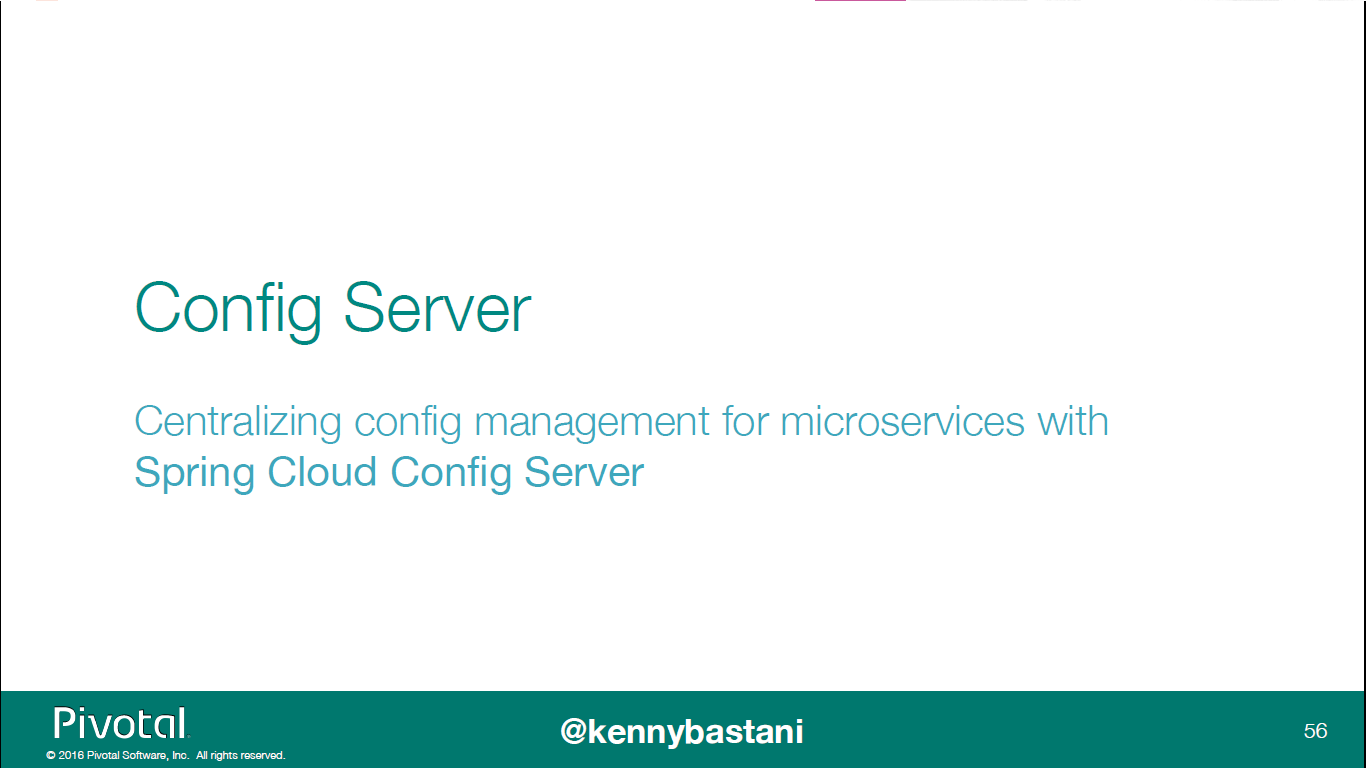 Config Server
Centralizing config management for microservices with
Spring Cloud Config Server
Pivotal
© 2016 Pivotal Software, Inc.  All rights reserved.
@kennybastani
56